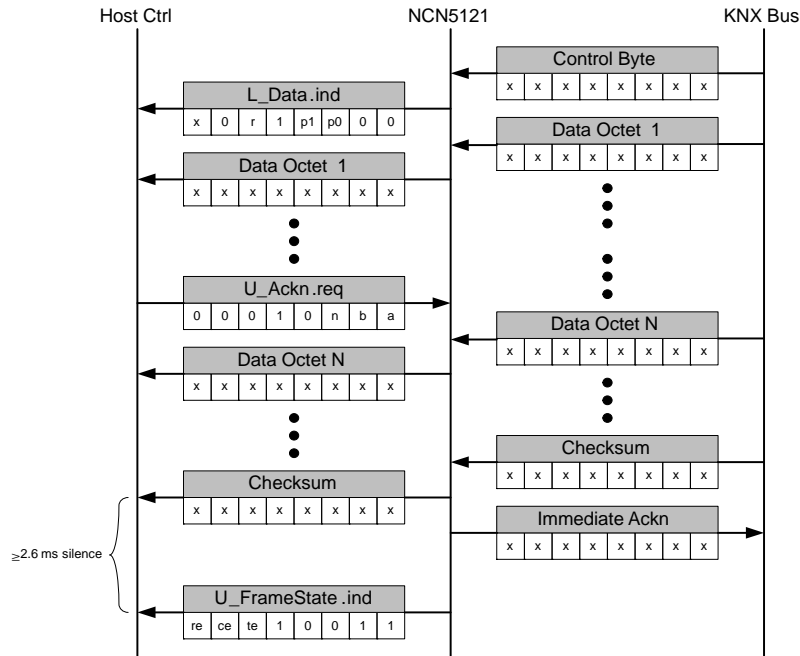 Host Ctrl NCN5121 KNX Bus
Control Byte
x x x x x x x x
L_Data.ind
x 0 r 1 p1 p0 0 0
Data Octet 1
x x x x x x x x
Data Octet 1
x x x x x x x x
U_Ackn.req
0 0 0 1 0 n b a
Data Octet N
x x x x x x x x
Data Octet N
x x x x x x x x
Checksum
x x x x x x x x
Checksum
x x x x x x x x
Immediate Ackn
x x x x x x x x
≥2.6 ms silence
U_FrameState.ind
re ce te 1 0 0 1 1